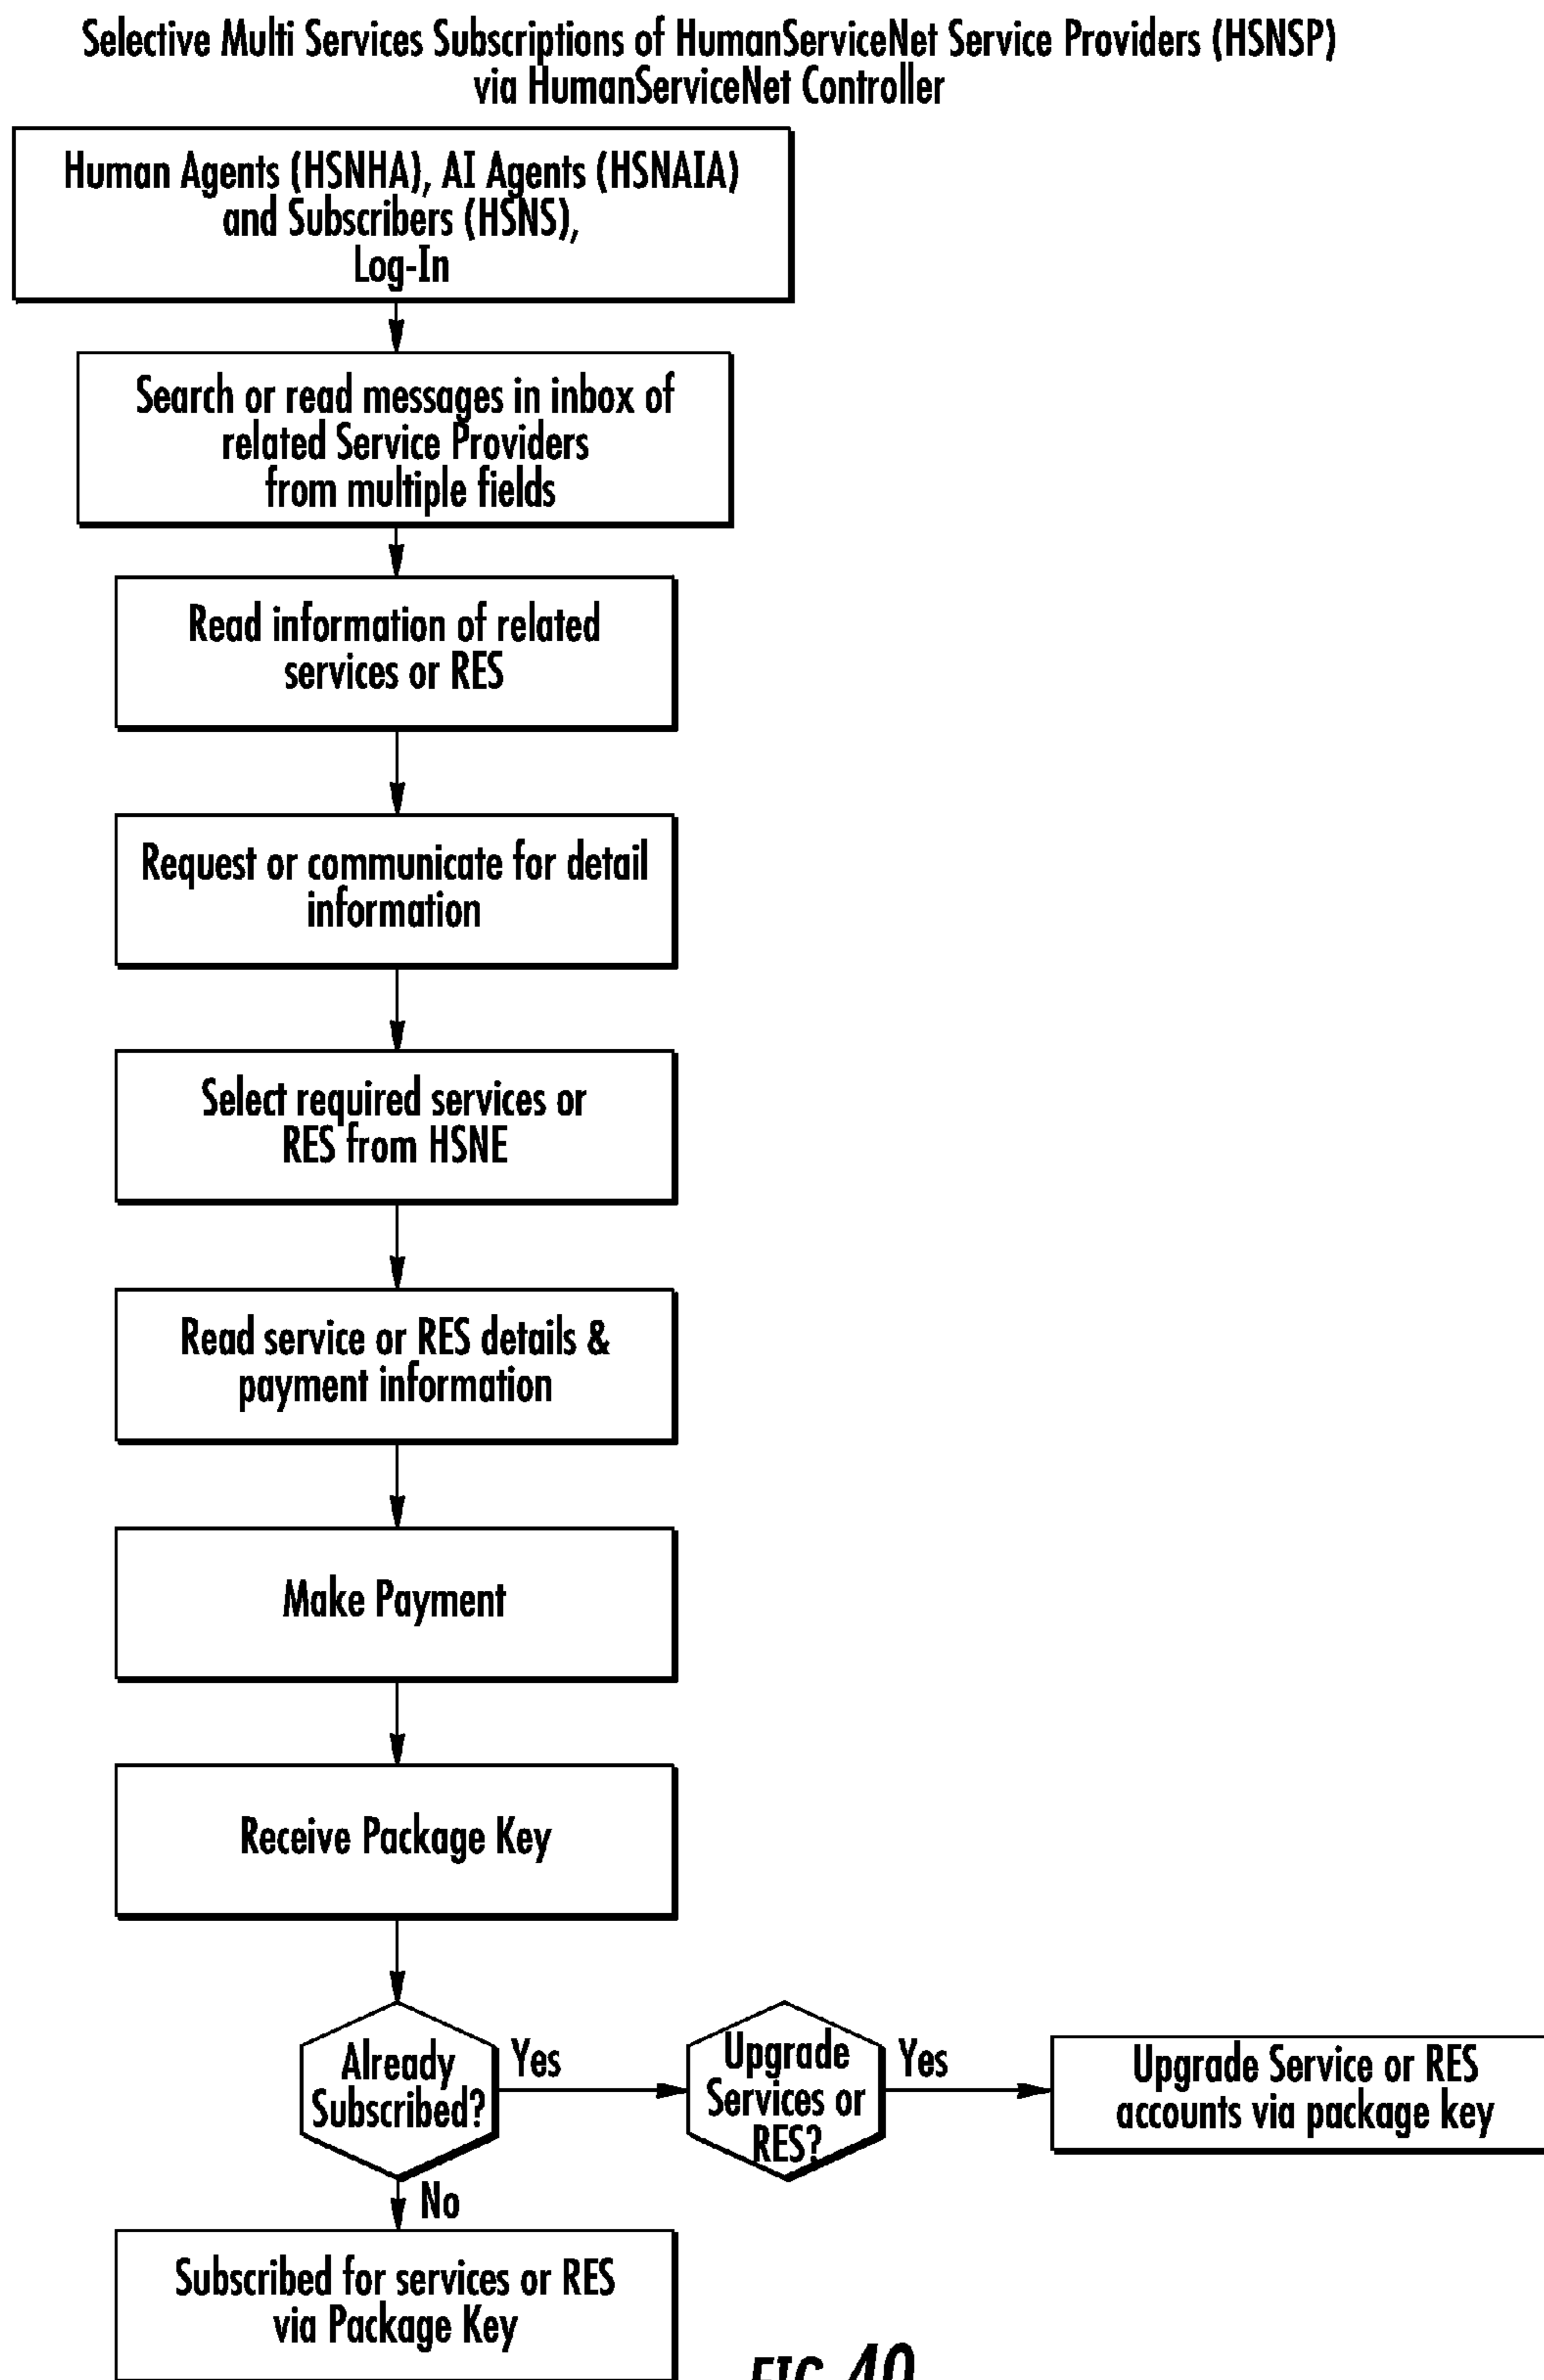 Selective Multi Services Subscriptions of HumanServiceNet Service Providers (HSNSP)
via HumanServiceNet Controller
Human Agents (HSNHA), AI Agents (HSNAIA)
and Subscribers (HSNS),
Log-In
Search or read messages in inbox of
related Service Providers
from multiple fields
Read information of related
services or RES
Request or communicate for detail
information
Select required services or
RES from HSNE
Read service or RES details &
payment information
Make Payment
Receive Package Key
Already
Subscribed?
Yes
Upgrade
Services or
RES?
Yes
Upgrade Service or RES
accounts via package key
No
Subscribed for services or RES
via Package Key
FIG. 40